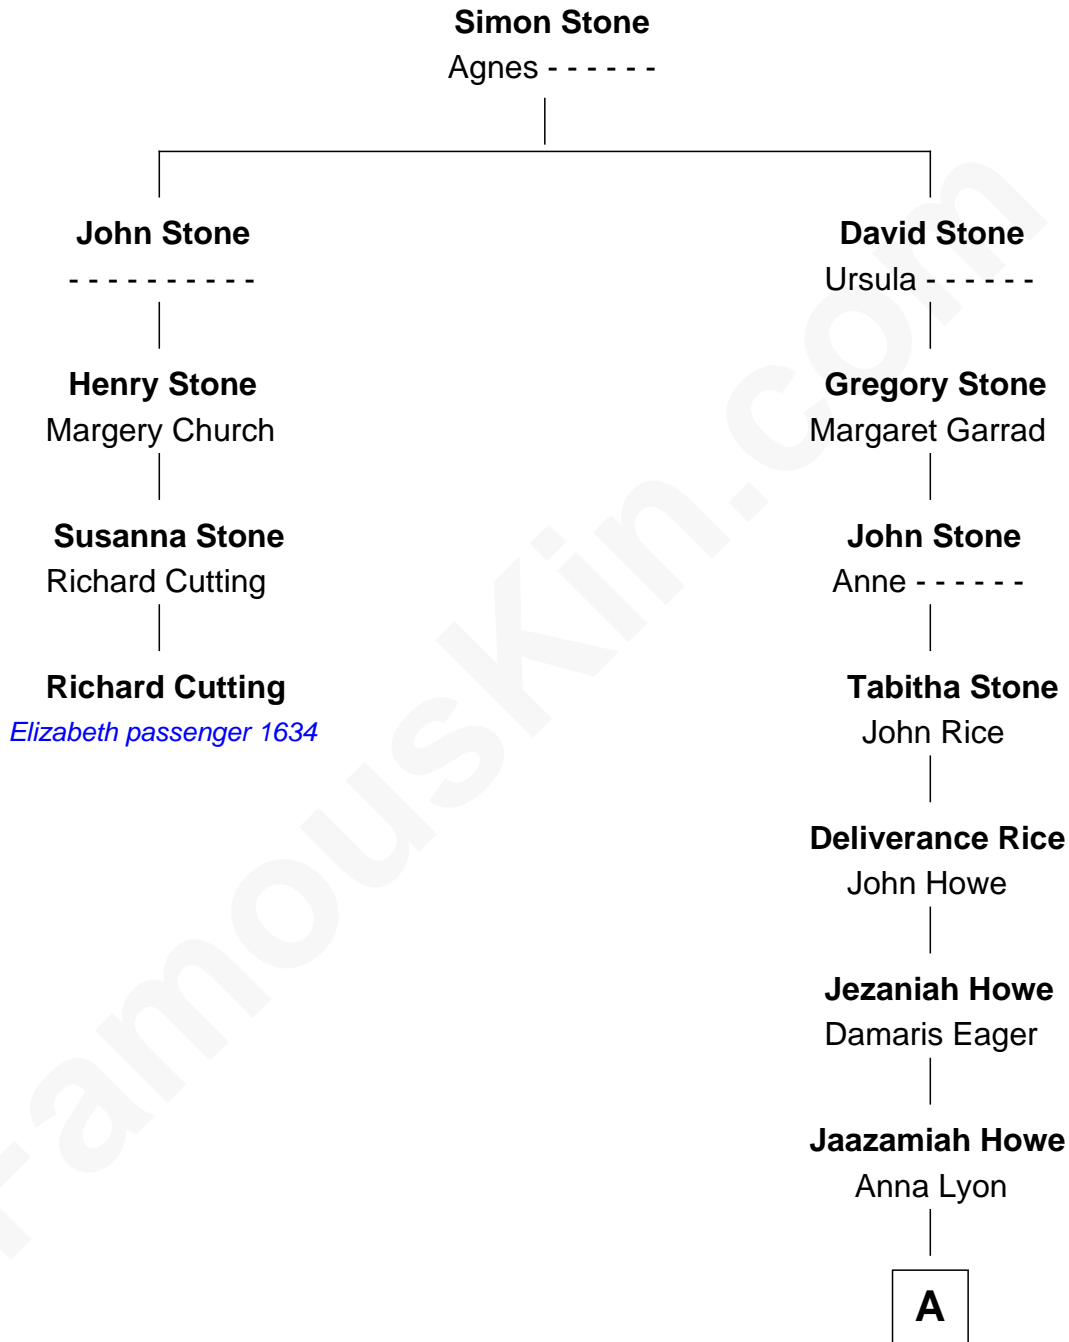 Simon Stone
Agnes - - - - - -
John Stone
- - - - - - - - - -
David Stone
Ursula - - - - - -
Henry Stone
Margery Church
Gregory Stone
Margaret Garrad
Susanna Stone
Richard Cutting
John Stone
Anne - - - - - -
Richard Cutting
Elizabeth passenger 1634
Tabitha Stone
John Rice
Deliverance Rice
John Howe
Jezaniah Howe
Damaris Eager
Jaazamiah Howe
Anna Lyon
A
FamousKin.com